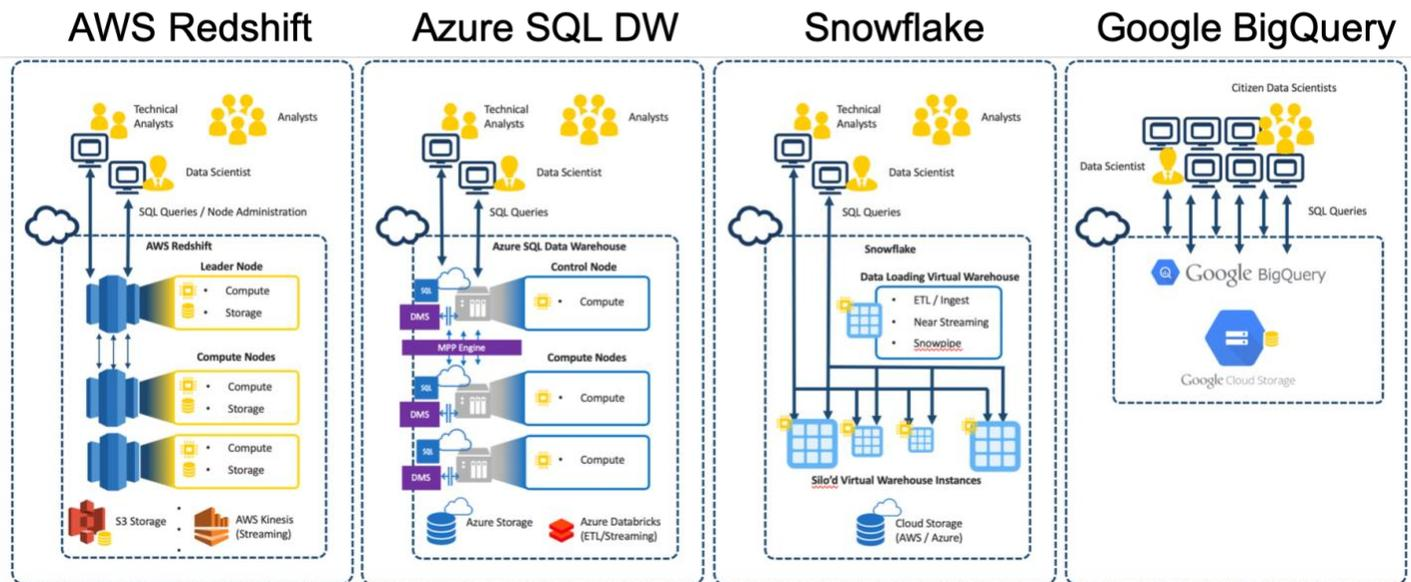 AWS Redshift
Technical
Analysts
Analysts
Data Scientist
SQL Queries / Node Administration
AWS Redshift
Leader Node
• Compute
• Storage
Compute Nodes
• Compute
• Storage
• Compute
• Storage
S3 Storage
AWS Kinesis
(Streaming)
Azure SQL DW
Technical
Analysts
Analysts
Data Scientist
SQL Queries
Azure SQL Data Warehouse
Control Node
SQL
DMS
• Compute
MPP Engine
Compute Nodes
SQL
DMS
• Compute
SQL
DMS
• Compute
Azure Storage
Azure Databricks
(ETL/Streaming)
Snowflake
Technical
Analysts
Analysts
Data Scientist
SQL Queries
Snowflake
Data Loading Virtual Warehouse
• ETL / Ingest
• Near Streaming
• Snowpipe
Silo'd Virtual Warehouse Instances
Cloud Storage
(AWS / Azure)
Google BigQuery
Citizen Data Scientists
Data Scientist
SQL Queries
Google BigQuery
Google Cloud Storage